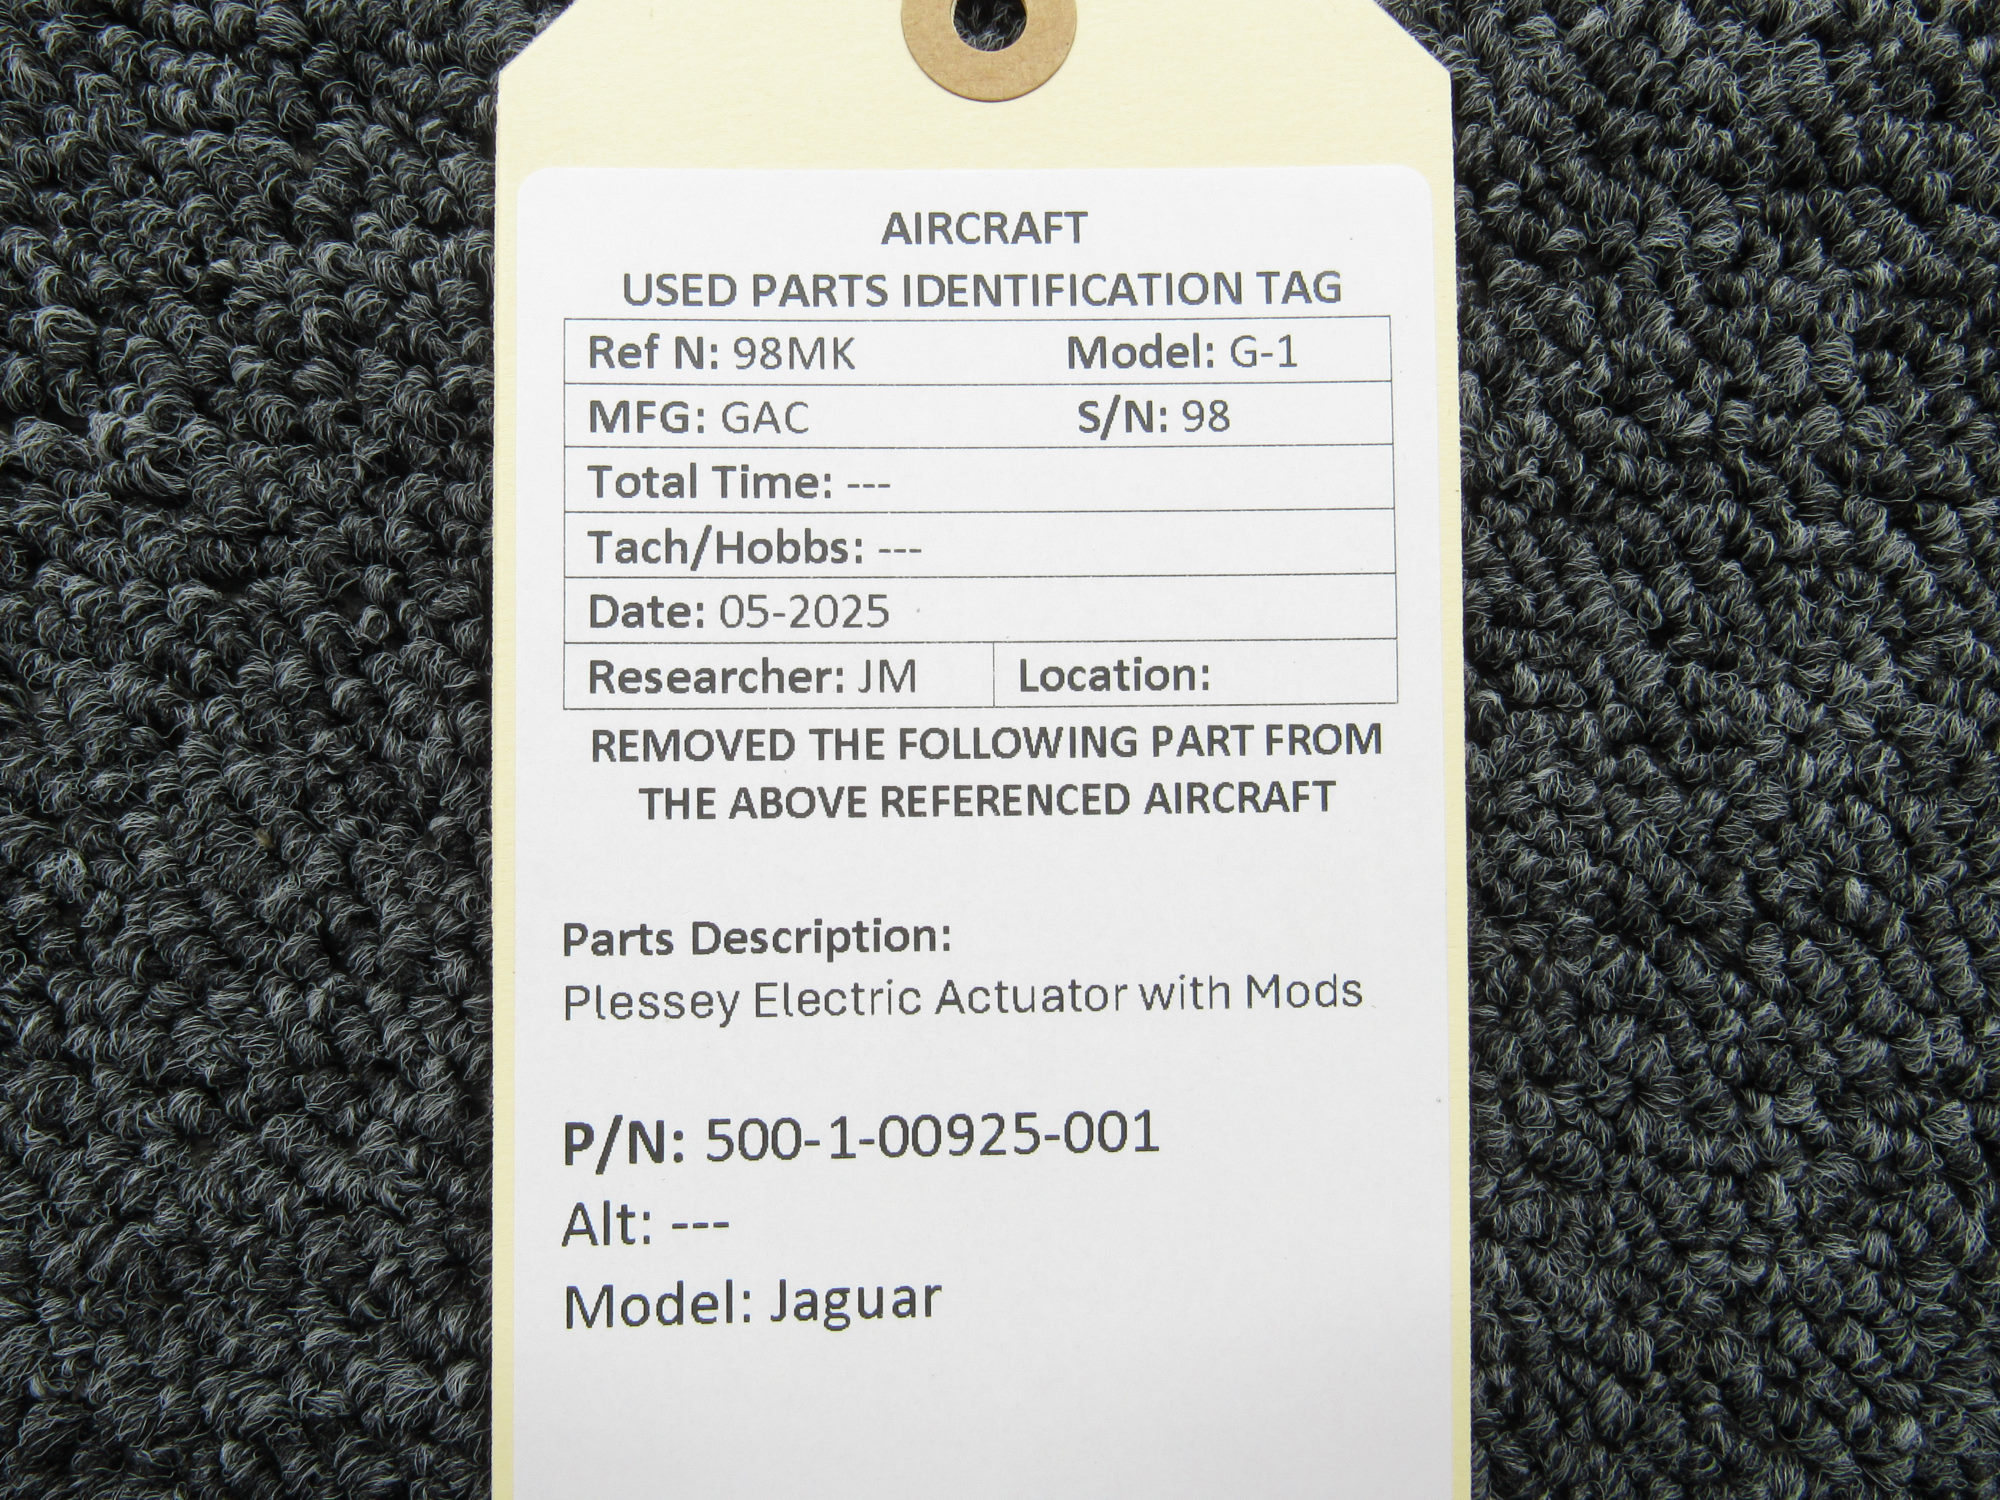 AIRCRAFT
USED PARTS IDENTIFICATION TAG
Ref N: 98MK Model: G-1
MFG: GAC S/N: 98
Total Time: ---
Tach/Hobbs: ---
Date: 05-2025
Researcher: JM Location:
REMOVED THE FOLLOWING PART FROM
THE ABOVE REFERENCED AIRCRAFT
Parts Description:
Plessey Electric Actuator with Mods
P/N: 500-1-00925-001
Alt: ---
Model: Jaguar